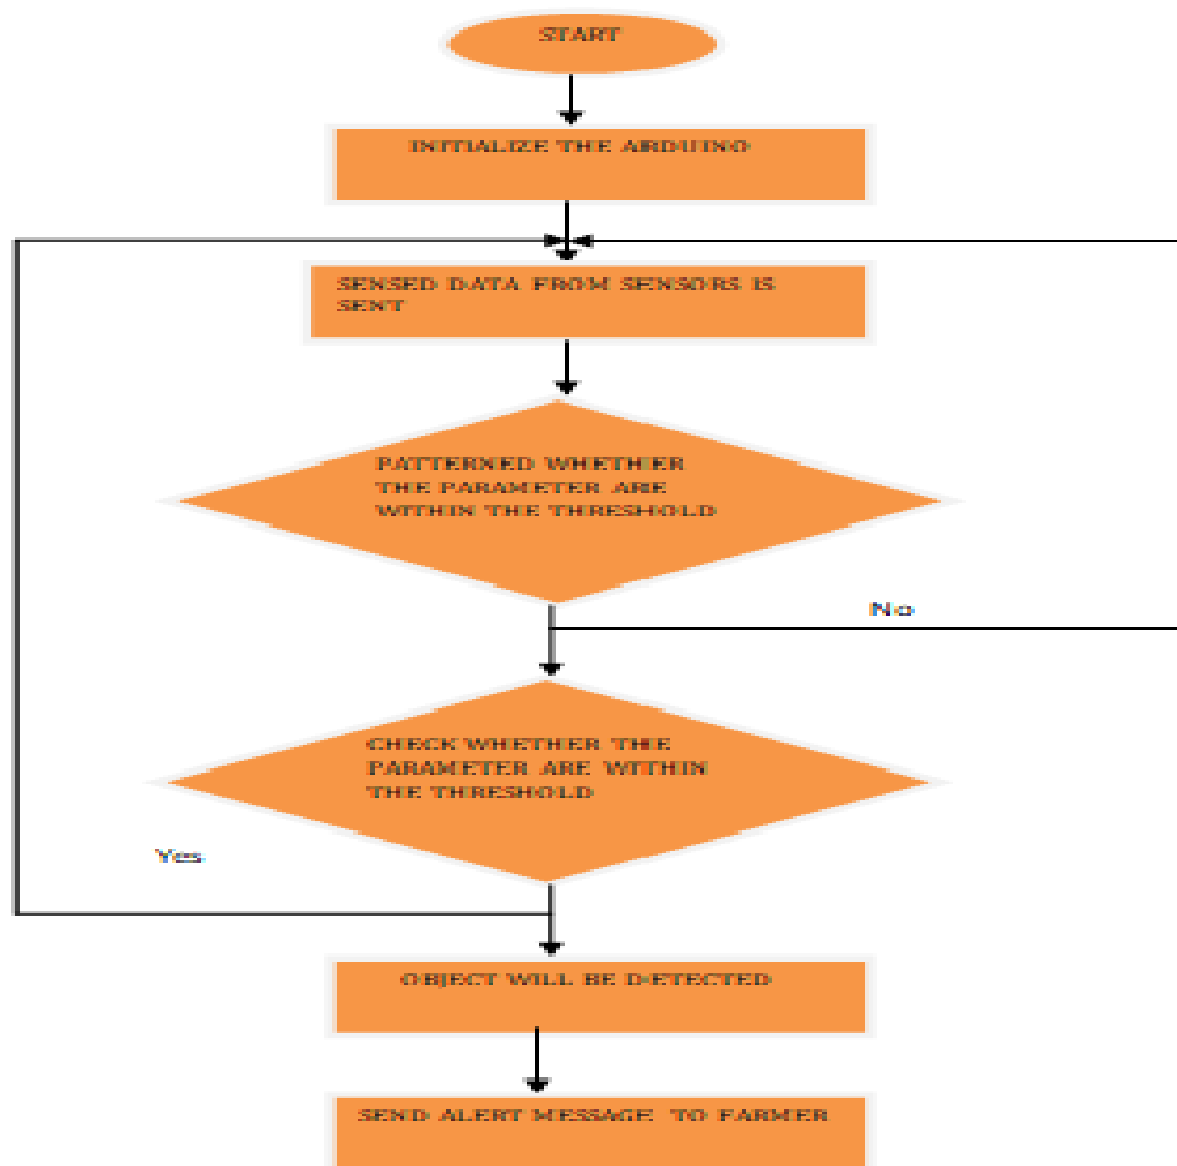 START
INITIALIZE THE ARDUINO
SENSED DATA FROM SENSORS IS
SENT
PATTERNED WHETHIER
THE PARAMETER ARE
WITHIN THE THRESHOLD
No
CHECK WHETHER THE
PARAMETER ARE WITHIN
THE THRESHOLD
Yes
OBJECT WILL BE DETECTED
SEND ALERT MESSAGE TO FARMER